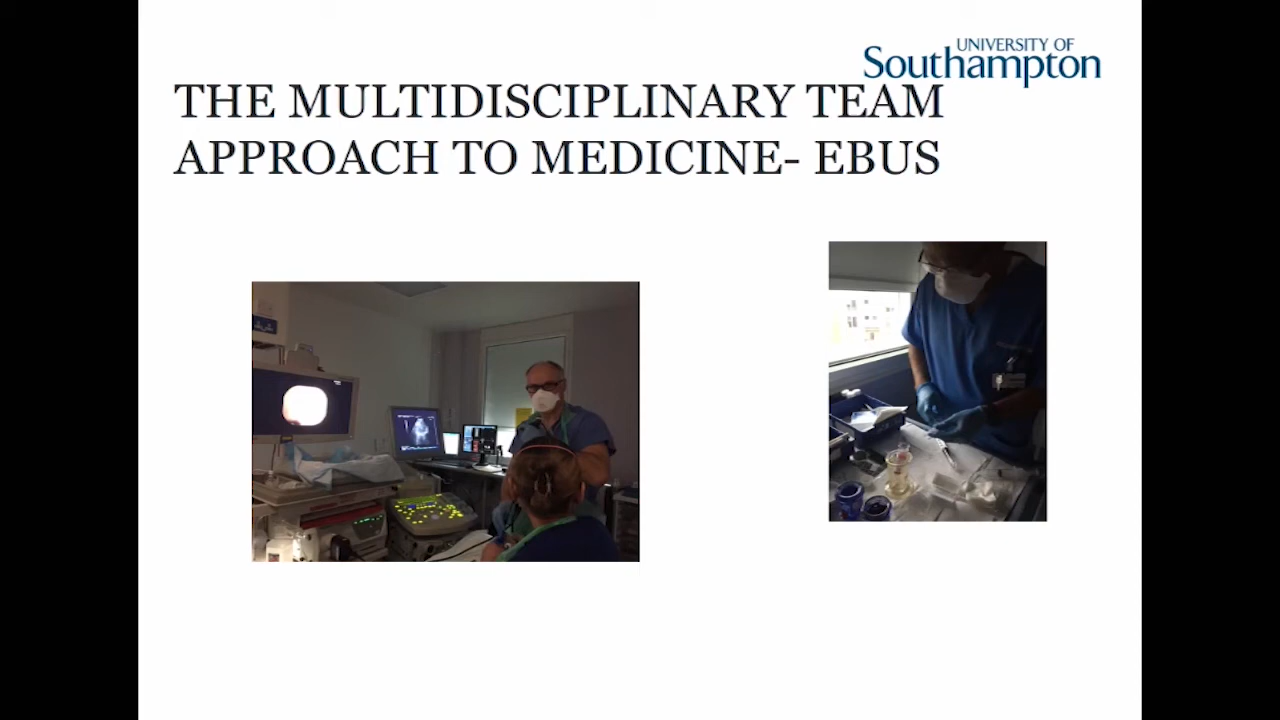 UNIVERSITY OF
Southampton
THE MULTIDISCIPLINARY TEAM
APPROACH TO MEDICINE- EBUS